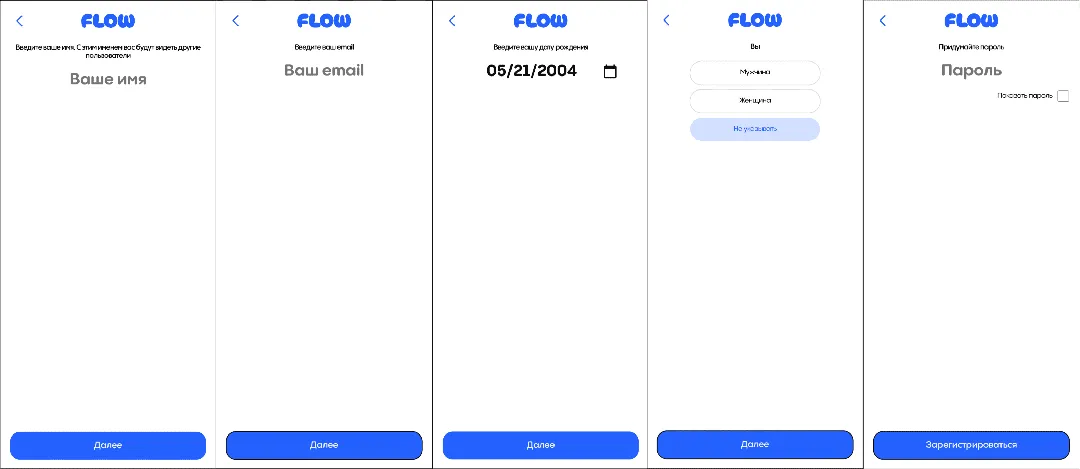 FLOW
Введите ваше имя. С этим именем вас будут видеть другие
пользователи
Ваше имя
Далее
FLOW
Введите ваш email
Ваш email
Далее
FLOW
Введите вашу дату рождения
05/21/2004
Далее
FLOW
Вы
Мужчина
Женщина
Не указывать
Далее
FLOW
Придумайте пароль
Пароль
Показать пароль
Зарегистрироваться